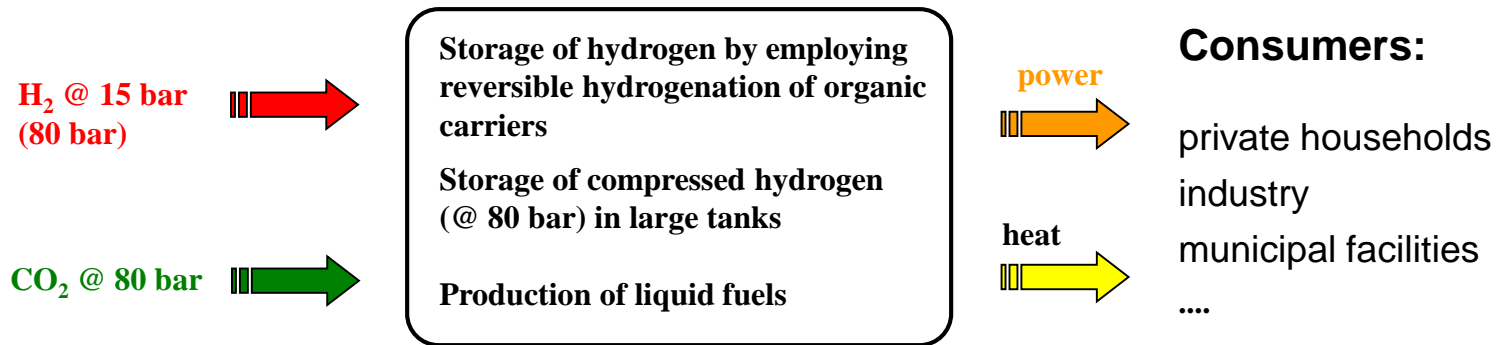 H₂ @ 15 bar
(80 bar)
CO₂ @ 80 bar
Storage of hydrogen by employing
reversible hydrogenation of organic
carriers
Storage of compressed hydrogen
(@ 80 bar) in large tanks
Production of liquid fuels
power
heat
Consumers:
private households
industry
municipal facilities
....